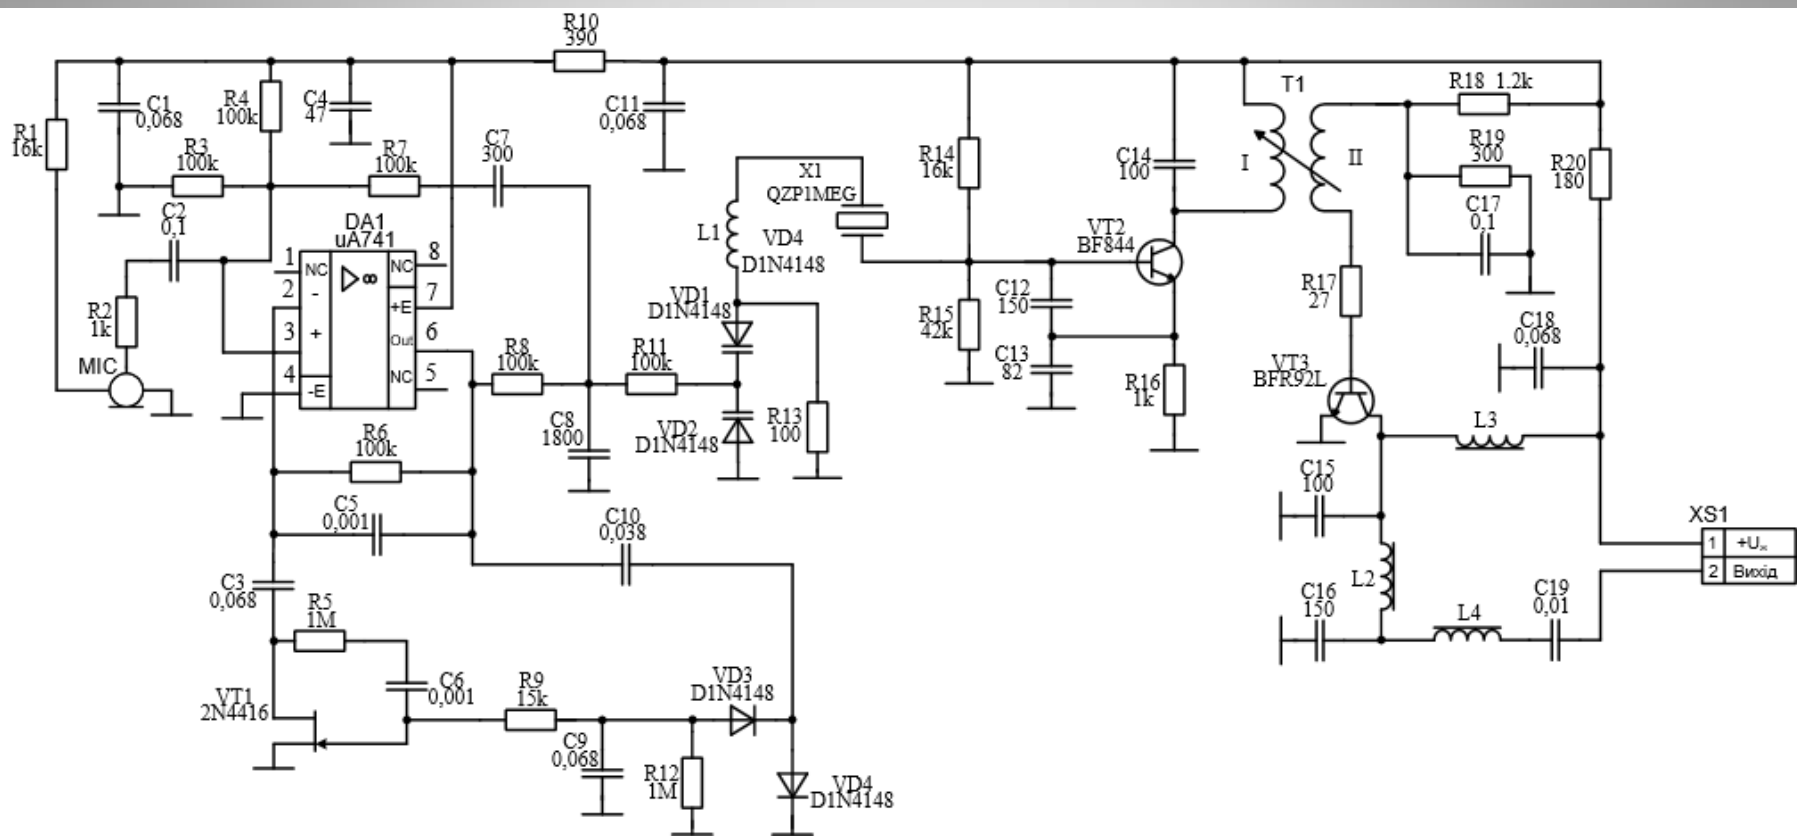 R10
390
R1
16k
C1
0,068
R4
100k
C4
47
R3
100k
R7
100k
C7
300
C11
0,068
C2
0,1
R2
1k
MIC
DA1
uA741
1
2
3
4
8
7
6
5
NC
-
+
-E
▷ ∞
NC
+E
Out
NC
R8
100k
R11
100k
R6
100k
C5
0,001
C8
1800
C10
0,038
C3
0,068
R5
1M
C6
0,001
VT1
2N4416
R9
15k
C9
0,068
R12
1M
VD3
D1N4148
VD4
D1N4148
L1
X1
QZP1MEG
VD4
D1N4148
VD1
D1N4148
VD2
D1N4148
R13
100
R14
16k
R15
42k
C12
150
C13
82
C14
100
VT2
BF844
R16
1k
T1
I
II
R18 1.2k
R19
300
C17
0,1
R20
180
R17
27
VT3
BFR92L
C18
0,068
L3
C15
100
L2
C16
150
L4
C19
0,01
XS1
1
2
Вихід